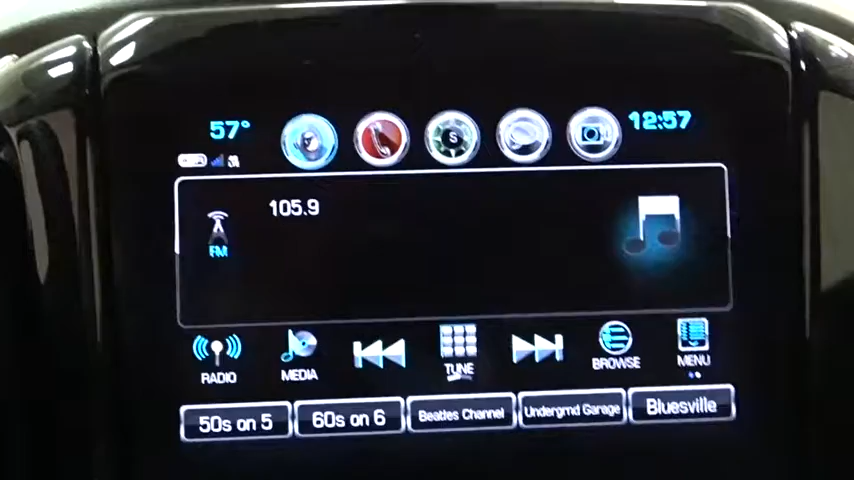 57°
12:57
S
105.9
FM
RADIO
MEDIA
TUNE
BROWSE
MENU
50s on 5
60s on 6
Beatles Channel
Undergrnd Garage
Bluesville